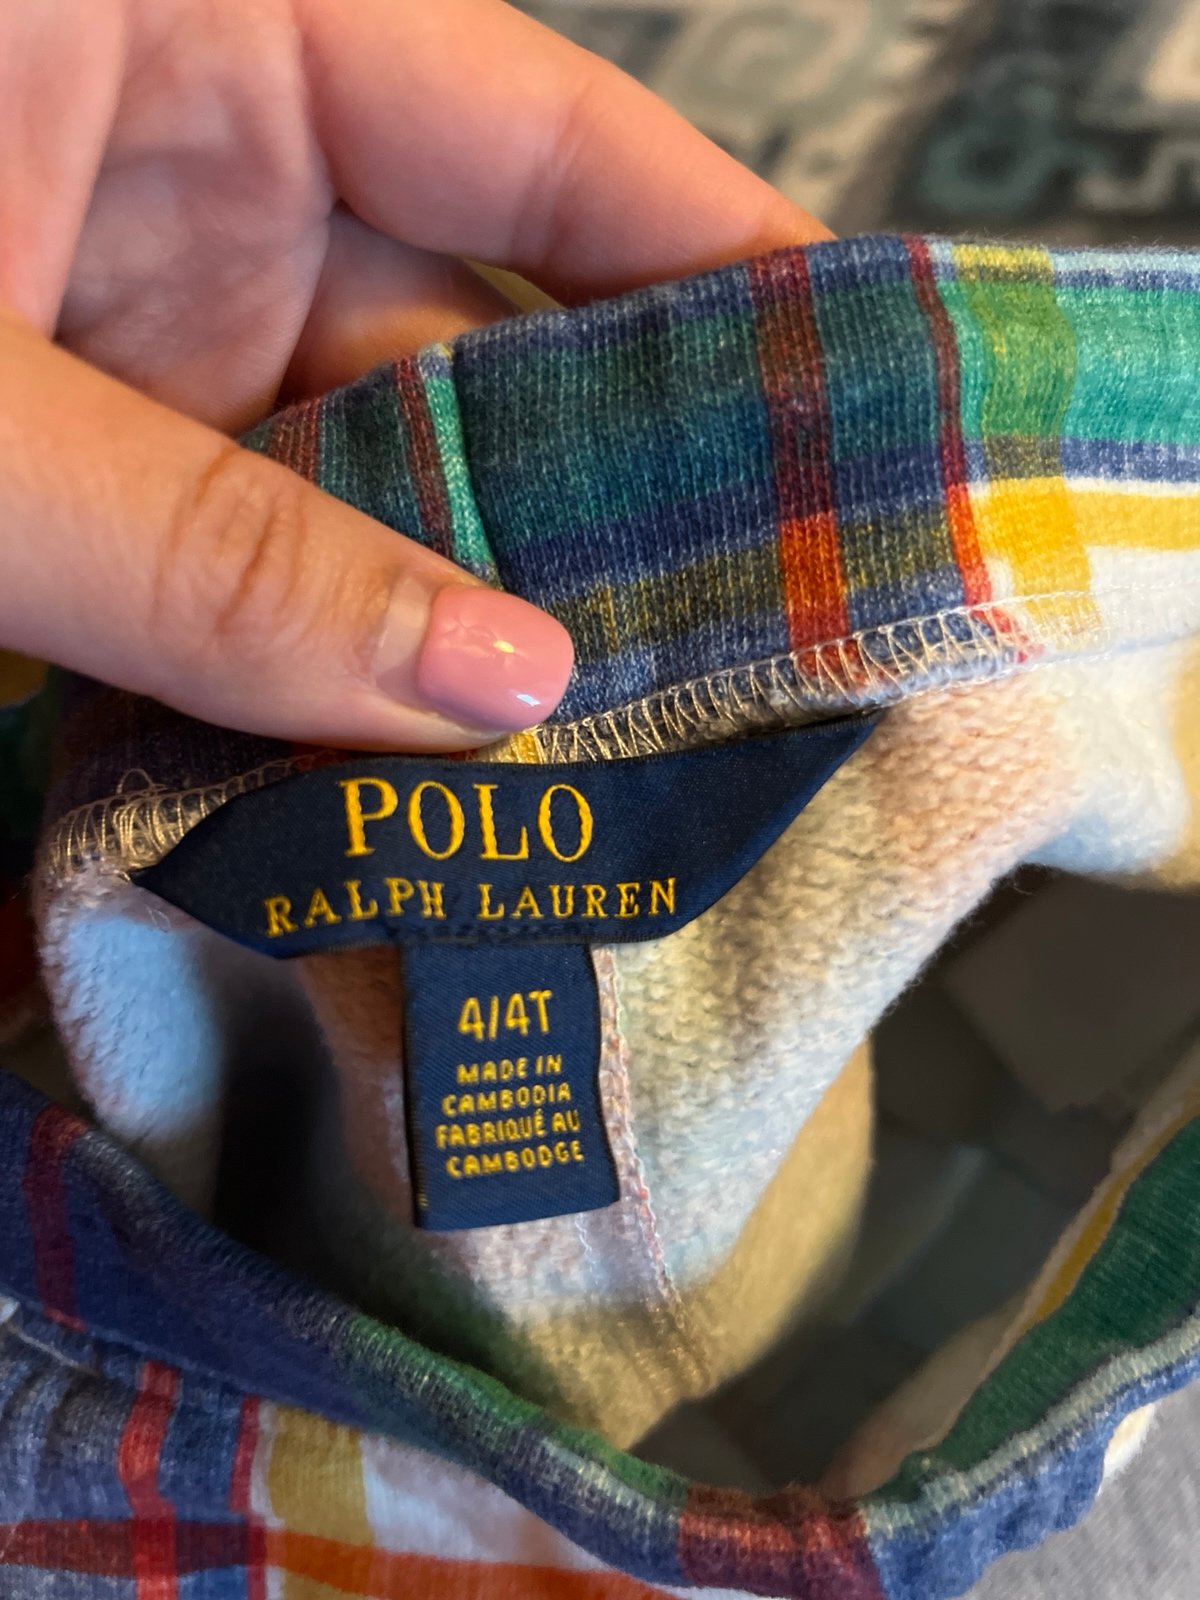 POLO
RALPH LAUREN
4/4T
MADE IN
CAMBODIA
FABRIQUÉ AU
CAMBODGE